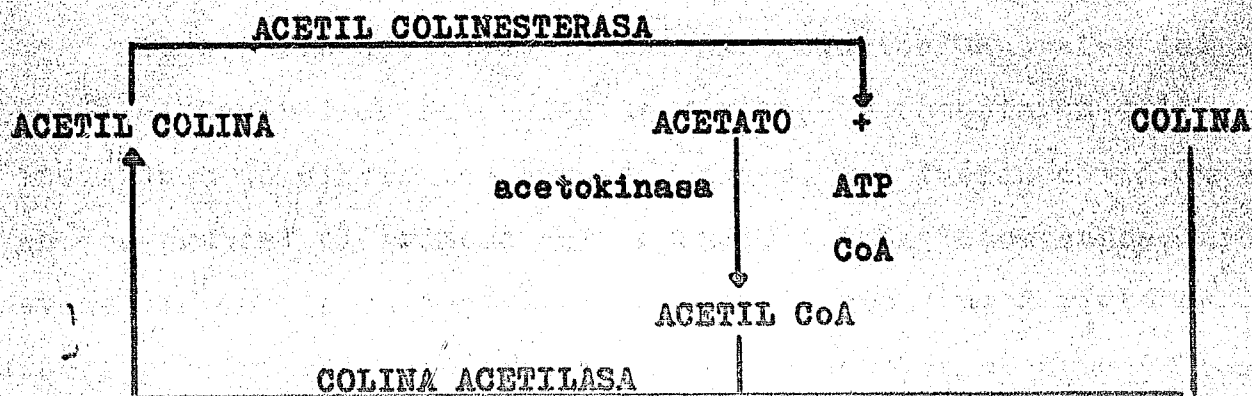 ACETIL COLINESTERASA
ACETIL COLINA ACETATO + COLINA
acetokinasa ATP
CoA
ACETIL CoA
COLINA ACETILASA